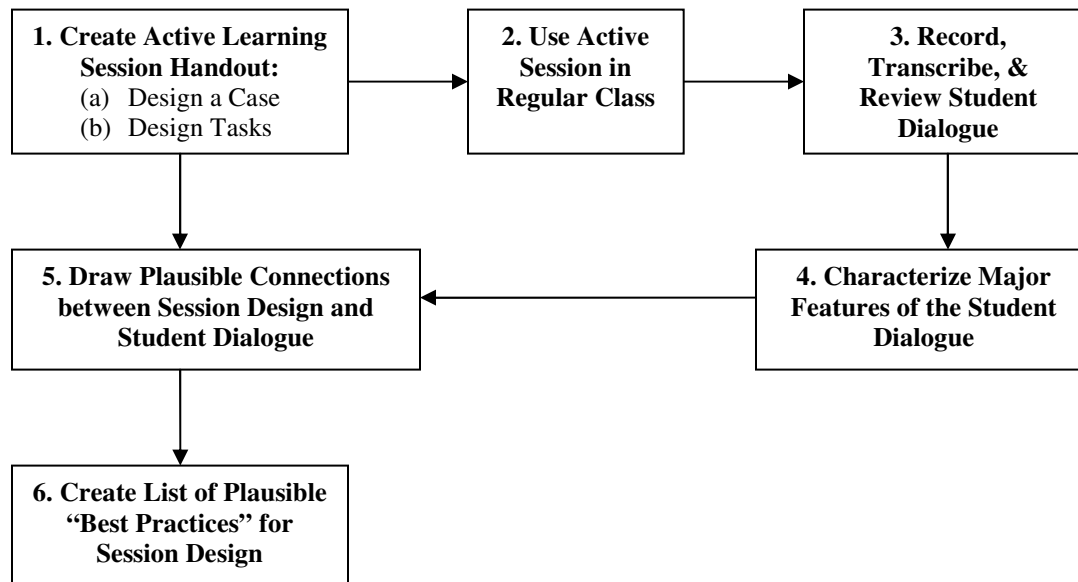 1. Create Active Learning
Session Handout:
(a) Design a Case
(b) Design Tasks
2. Use Active
Session in
Regular Class
3. Record,
Transcribe, &
Review Student
Dialogue
4. Characterize Major
Features of the Student
Dialogue
5. Draw Plausible Connections
between Session Design and
Student Dialogue
6. Create List of Plausible
“Best Practices” for
Session Design